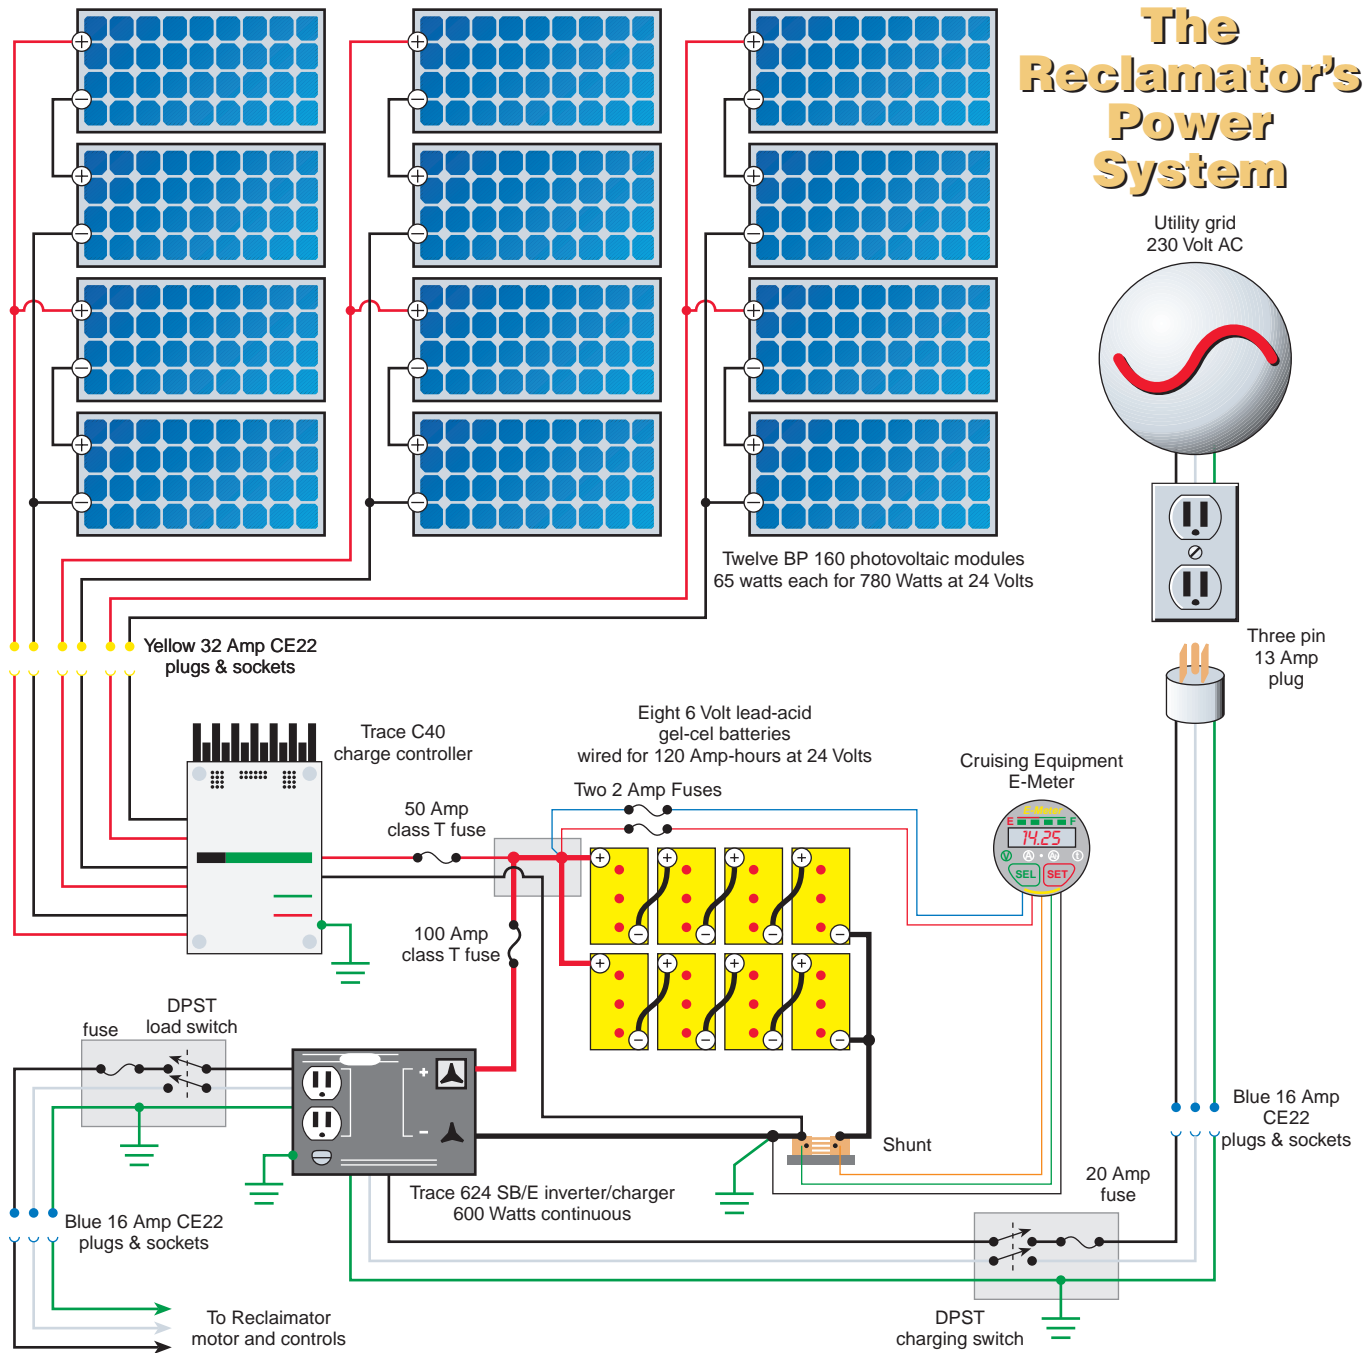 The
Reclamator's
Power
System
Utility grid
230 Volt AC
Twelve BP 160 photovoltaic modules
65 watts each for 780 Watts at 24 Volts
Yellow 32 Amp CE22
plugs & sockets
Three pin
13 Amp
plug
Trace C40
charge controller
Eight 6 Volt lead-acid
gel-cel batteries
wired for 120 Amp-hours at 24 Volts
Cruising Equipment
E-Meter
Two 2 Amp Fuses
50 Amp
class T fuse
E-Meter
E F
14.25
V A Ah t
SEL SET
100 Amp
class T fuse
DPST
load switch
fuse
Blue 16 Amp
CE22
plugs & sockets
Shunt
20 Amp
fuse
Trace 624 SB/E inverter/charger
600 Watts continuous
Blue 16 Amp CE22
plugs & sockets
To Reclaimator
motor and controls
DPST
charging switch